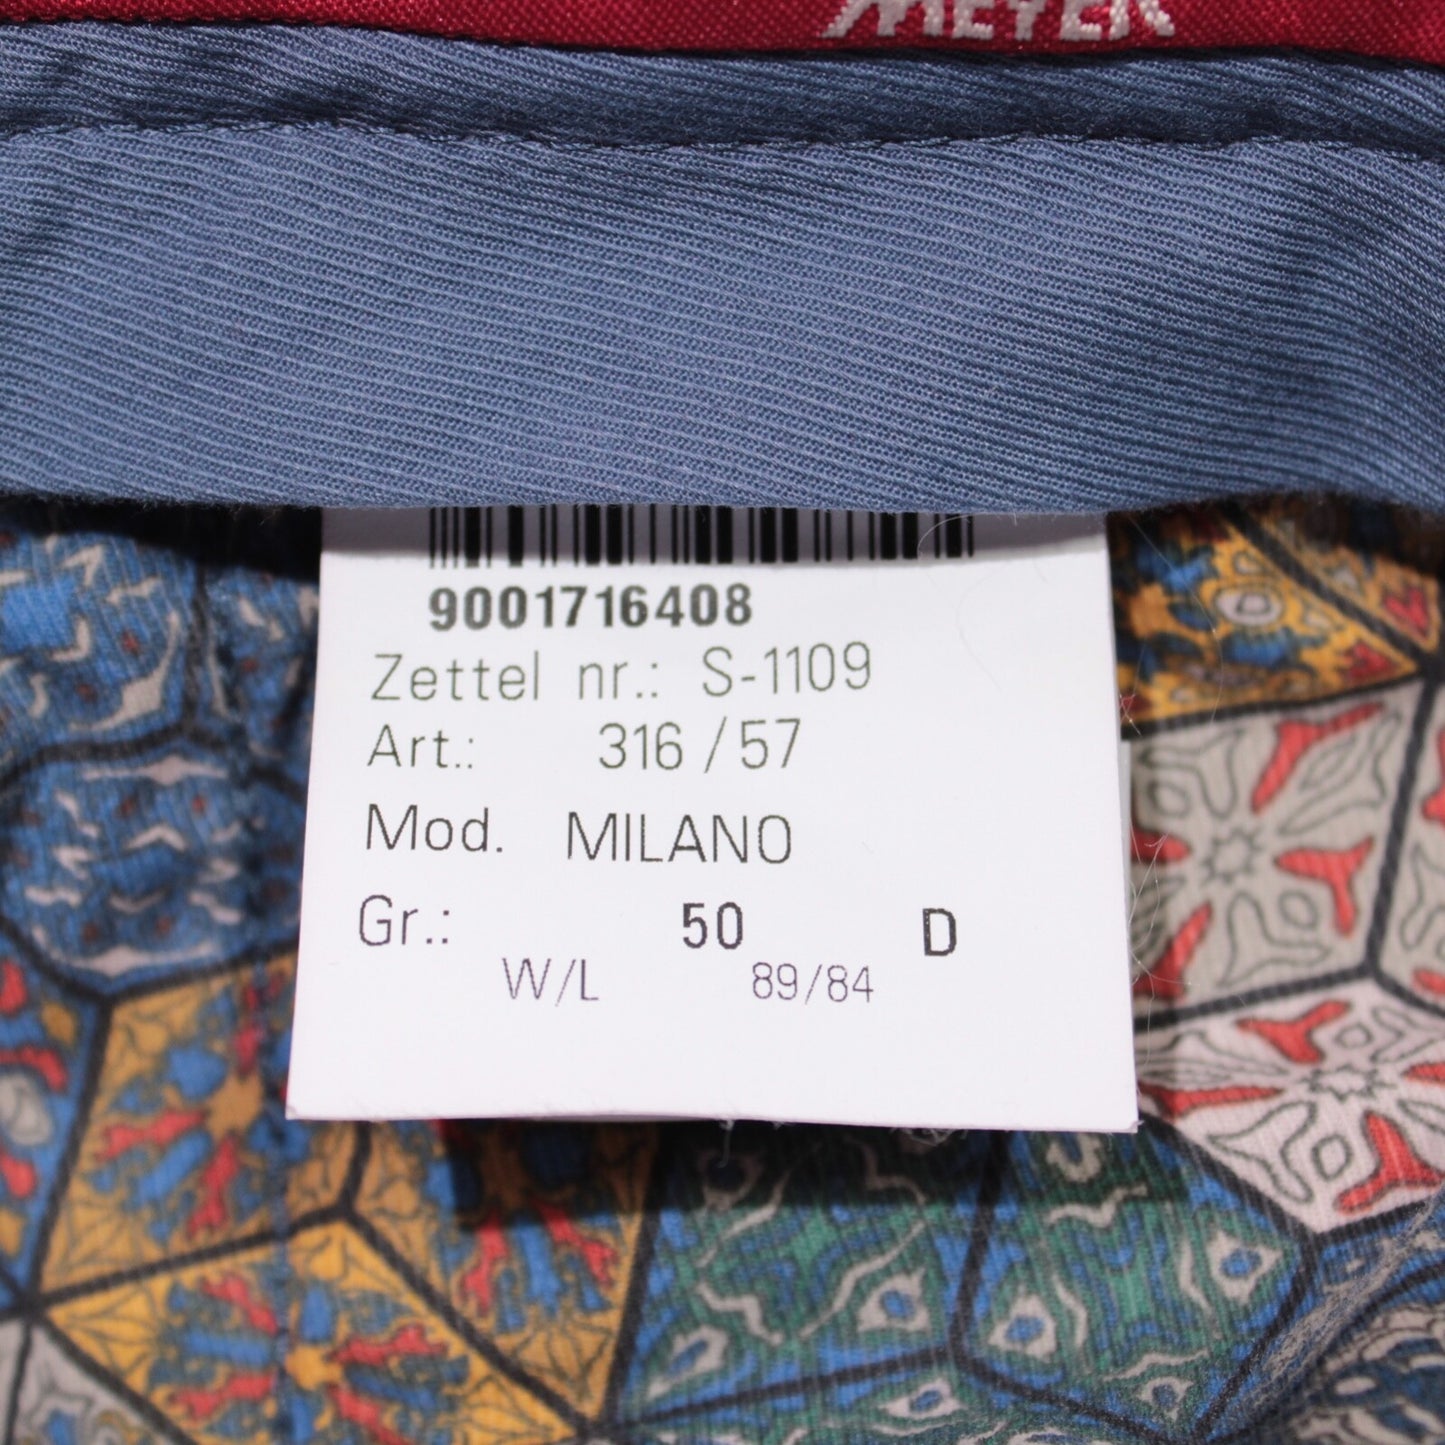 MEYER
9001716408
Zettel nr.: S-1109
Art.: 316/57
Mod. MILANO
Gr.: 50 D
W/L 89/84